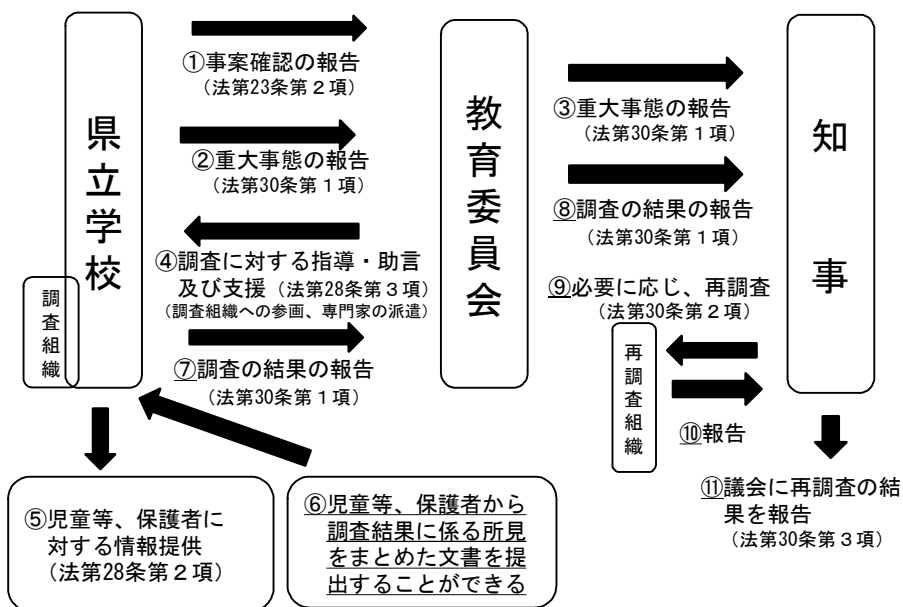 県立学校
調査組織
①事案確認の報告
(法第23条第2項)
②重大事態の報告
(法第30条第1項)
④調査に対する指導・助言
及び支援(法第28条第3項)
(調査組織への参画、専門家の派遣)
⑦調査の結果の報告
(法第30条第1項)
教育委員会
③重大事態の報告
(法第30条第1項)
⑧調査の結果の報告
(法第30条第1項)
⑨必要に応じ、再調査
(法第30条第2項)
再調査組織
⑩報告
知事
⑪議会に再調査の結
果を報告
(法第30条第3項)
⑤児童等、保護者に
対する情報提供
(法第28条第2項)
⑥児童等、保護者から
調査結果に係る所見
をまとめた文書を提
出することができる